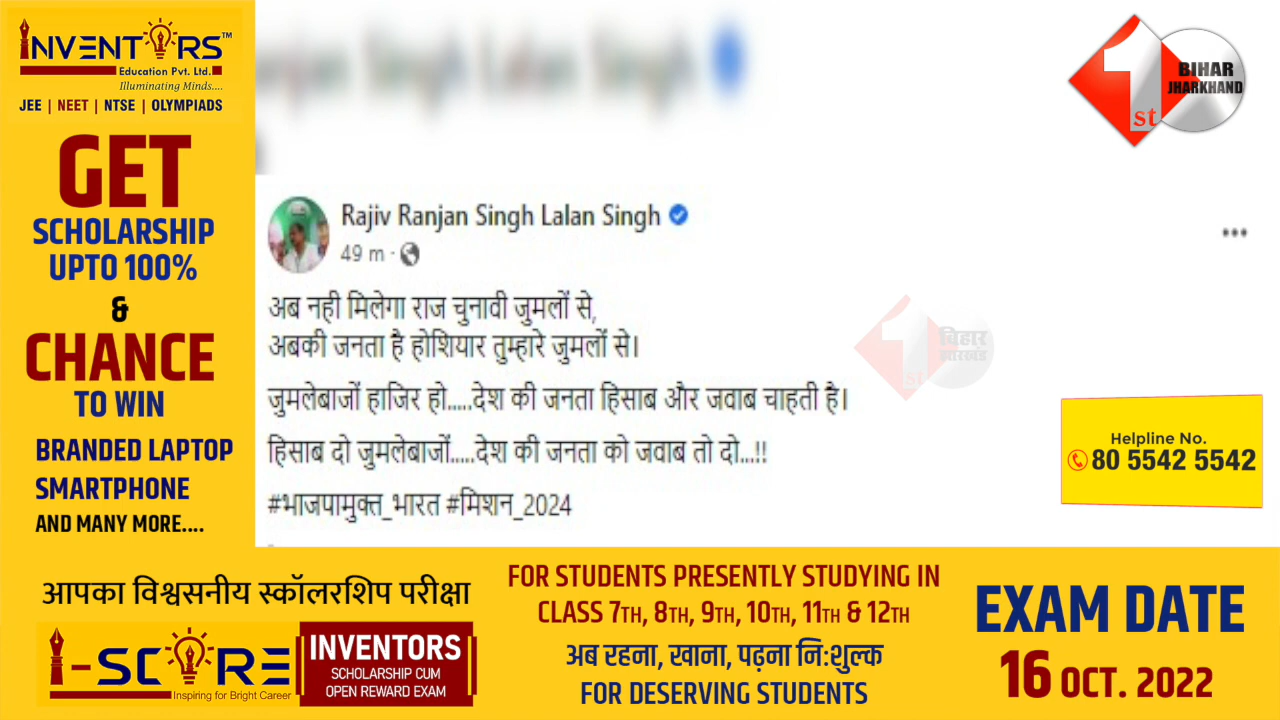 INVENTORS™
Education Pvt. Ltd.
Illuminating Minds....
JEE | NEET | NTSE | OLYMPIADS
GET
SCHOLARSHIP
UPTO 100%
&
CHANCE
TO WIN
BRANDED LAPTOP
SMARTPHONE
AND MANY MORE....
1st
BIHAR
JHARKHAND
Rajiv Ranjan Singh Lalan Singh
49 m ·
•••
अब नही मिलेगा राज चुनावी जुमलों से,
अबकी जनता है होशियार तुम्हारे जुमलों से।
जुमलेबाजों हाजिर हो.....देश की जनता हिसाब और जवाब चाहती है।
हिसाब दो जुमलेबाजों.....देश की जनता को जवाब तो दो...!!
#भाजपामुक्त_भारत #मिशन_2024
1st
बिहार
झारखंड
Helpline No.
80 5542 5542
आपका विश्वसनीय स्कॉलरशिप परीक्षा
I-SCORE
Inspiring for Bright Career
INVENTORS
SCHOLARSHIP CUM
OPEN REWARD EXAM
FOR STUDENTS PRESENTLY STUDYING IN
CLASS 7TH, 8TH, 9TH, 10TH, 11TH & 12TH
अब रहना, खाना, पढ़ना नि:शुल्क
FOR DESERVING STUDENTS
EXAM DATE
16 OCT. 2022